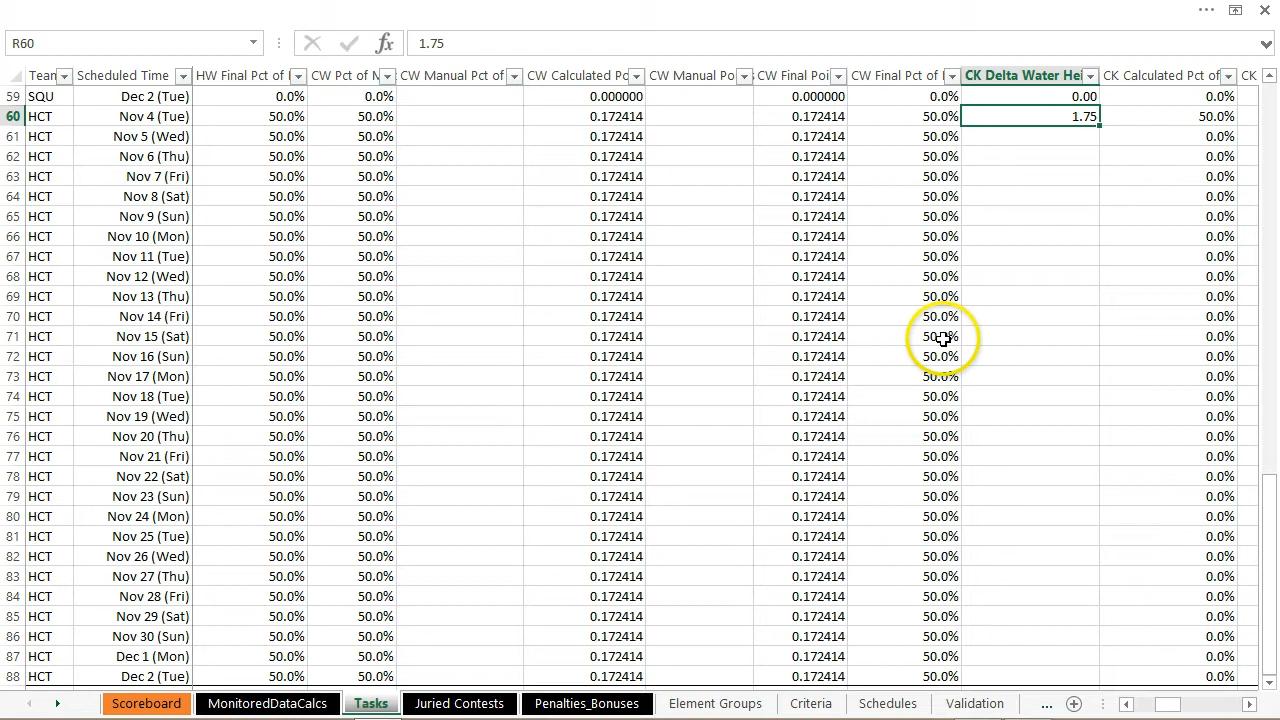 R60 1.75
Team Scheduled Time HW Final Pct of CW Pct of CW Manual Pct of CW Calculated Po CW Manual Po CW Final Poi CW Final Pct of CK Delta Water Hei CK Calculated Pct of CK
59 SQU Dec 2 (Tue) 0.0% 0.0% 0.000000 0.000000 0.0% 0.00 0.0%
60 HCT Nov 4 (Tue) 50.0% 50.0% 0.172414 0.172414 50.0% 1.75 50.0%
61 HCT Nov 5 (Wed) 50.0% 50.0% 0.172414 0.172414 50.0% 0.0%
62 HCT Nov 6 (Thu) 50.0% 50.0% 0.172414 0.172414 50.0% 0.0%
63 HCT Nov 7 (Fri) 50.0% 50.0% 0.172414 0.172414 50.0% 0.0%
64 HCT Nov 8 (Sat) 50.0% 50.0% 0.172414 0.172414 50.0% 0.0%
65 HCT Nov 9 (Sun) 50.0% 50.0% 0.172414 0.172414 50.0% 0.0%
66 HCT Nov 10 (Mon) 50.0% 50.0% 0.172414 0.172414 50.0% 0.0%
67 HCT Nov 11 (Tue) 50.0% 50.0% 0.172414 0.172414 50.0% 0.0%
68 HCT Nov 12 (Wed) 50.0% 50.0% 0.172414 0.172414 50.0% 0.0%
69 HCT Nov 13 (Thu) 50.0% 50.0% 0.172414 0.172414 50.0% 0.0%
70 HCT Nov 14 (Fri) 50.0% 50.0% 0.172414 0.172414 50.0% 0.0%
71 HCT Nov 15 (Sat) 50.0% 50.0% 0.172414 0.172414 50.0% 0.0%
72 HCT Nov 16 (Sun) 50.0% 50.0% 0.172414 0.172414 50.0% 0.0%
73 HCT Nov 17 (Mon) 50.0% 50.0% 0.172414 0.172414 50.0% 0.0%
74 HCT Nov 18 (Tue) 50.0% 50.0% 0.172414 0.172414 50.0% 0.0%
75 HCT Nov 19 (Wed) 50.0% 50.0% 0.172414 0.172414 50.0% 0.0%
76 HCT Nov 20 (Thu) 50.0% 50.0% 0.172414 0.172414 50.0% 0.0%
77 HCT Nov 21 (Fri) 50.0% 50.0% 0.172414 0.172414 50.0% 0.0%
78 HCT Nov 22 (Sat) 50.0% 50.0% 0.172414 0.172414 50.0% 0.0%
79 HCT Nov 23 (Sun) 50.0% 50.0% 0.172414 0.172414 50.0% 0.0%
80 HCT Nov 24 (Mon) 50.0% 50.0% 0.172414 0.172414 50.0% 0.0%
81 HCT Nov 25 (Tue) 50.0% 50.0% 0.172414 0.172414 50.0% 0.0%
82 HCT Nov 26 (Wed) 50.0% 50.0% 0.172414 0.172414 50.0% 0.0%
83 HCT Nov 27 (Thu) 50.0% 50.0% 0.172414 0.172414 50.0% 0.0%
84 HCT Nov 28 (Fri) 50.0% 50.0% 0.172414 0.172414 50.0% 0.0%
85 HCT Nov 29 (Sat) 50.0% 50.0% 0.172414 0.172414 50.0% 0.0%
86 HCT Nov 30 (Sun) 50.0% 50.0% 0.172414 0.172414 50.0% 0.0%
87 HCT Dec 1 (Mon) 50.0% 50.0% 0.172414 0.172414 50.0% 0.0%
88 HCT Dec 2 (Tue) 50.0% 50.0% 0.172414 0.172414 50.0% 0.0%
Scoreboard MonitoredDataCalcs Tasks Juried Contests Penalties_Bonuses Element Groups Criteria Schedules Validation ...